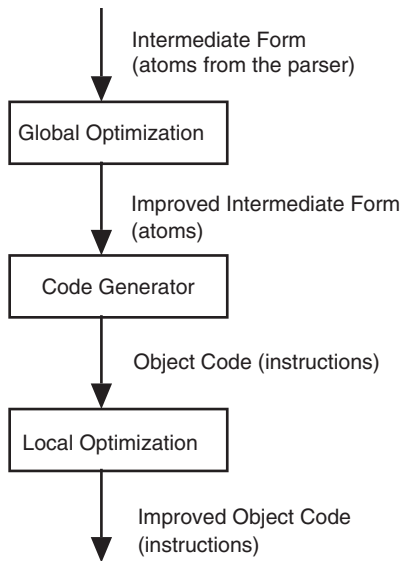 Intermediate Form
(atoms from the parser)
Global Optimization
Improved Intermediate Form
(atoms)
Code Generator
Object Code (instructions)
Local Optimization
Improved Object Code
(instructions)